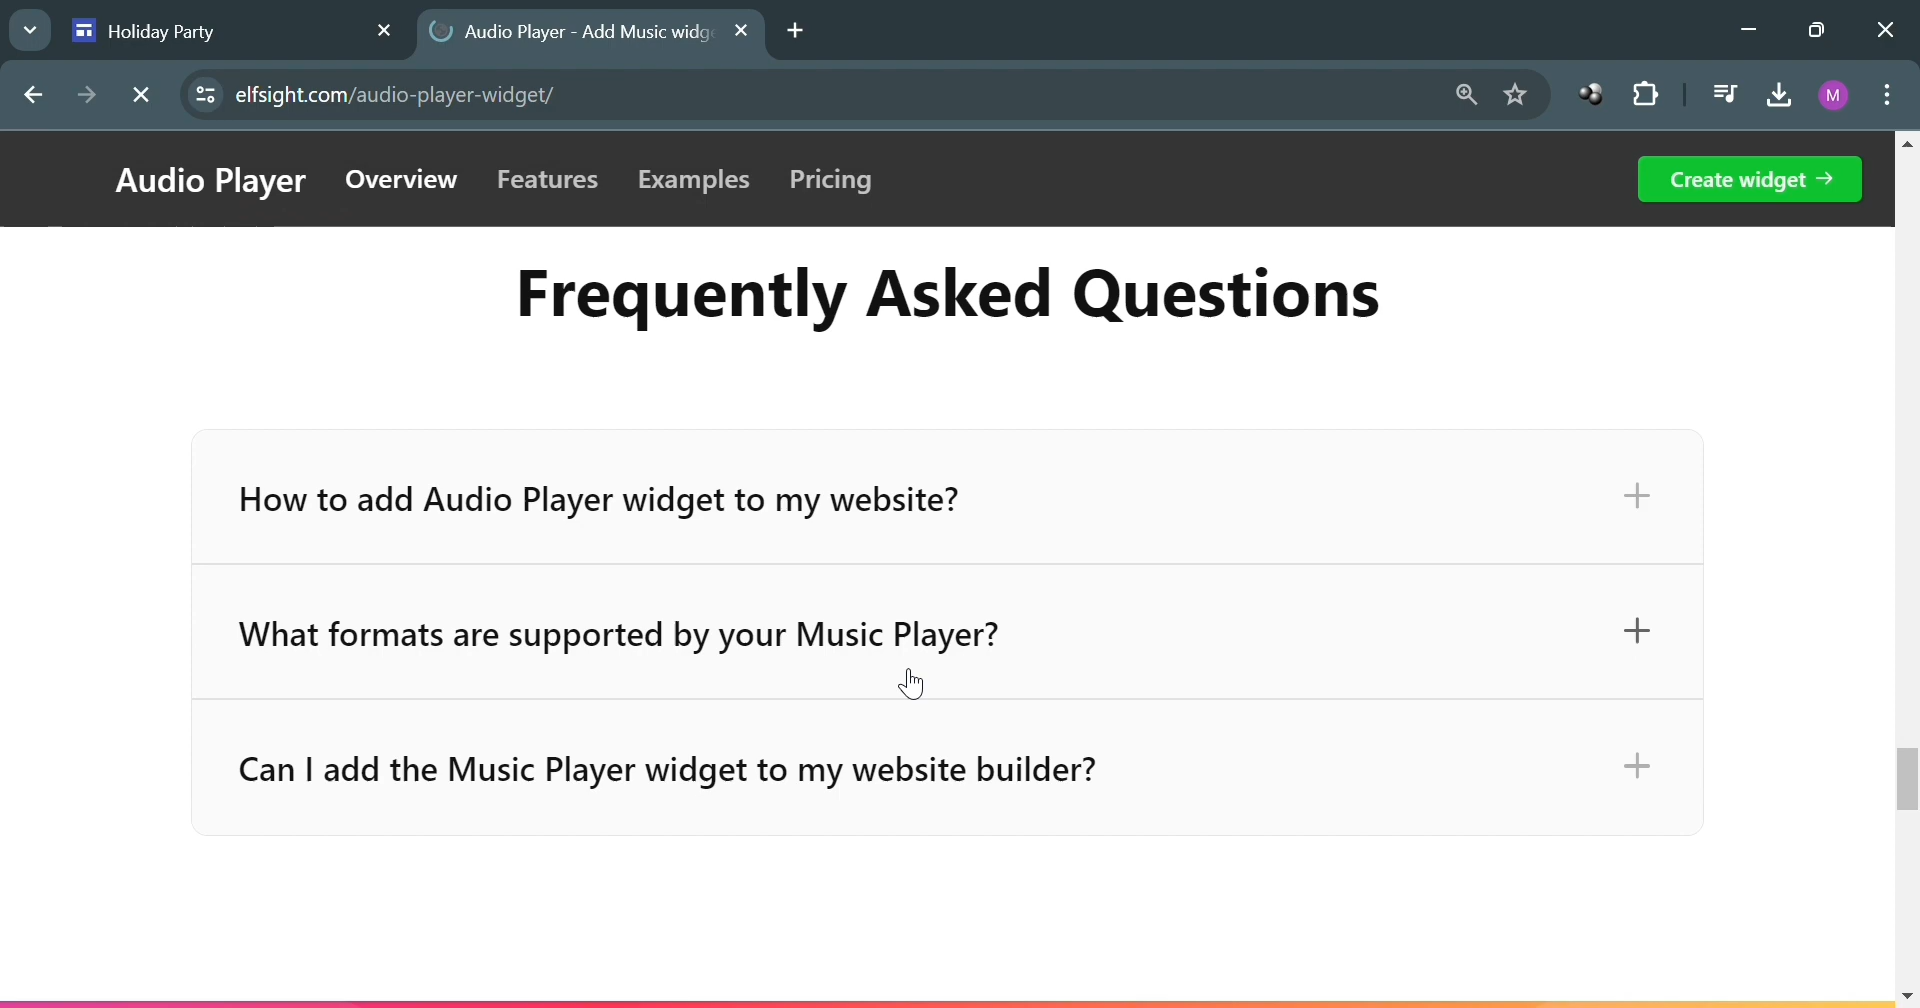 Holiday Party
Audio Player - Add Music widge
elfsight.com/audio-player-widget/
M
Audio Player
Overview
Features
Examples
Pricing
Create widget →
Frequently Asked Questions
How to add Audio Player widget to my website?
What formats are supported by your Music Player?
Can I add the Music Player widget to my website builder?